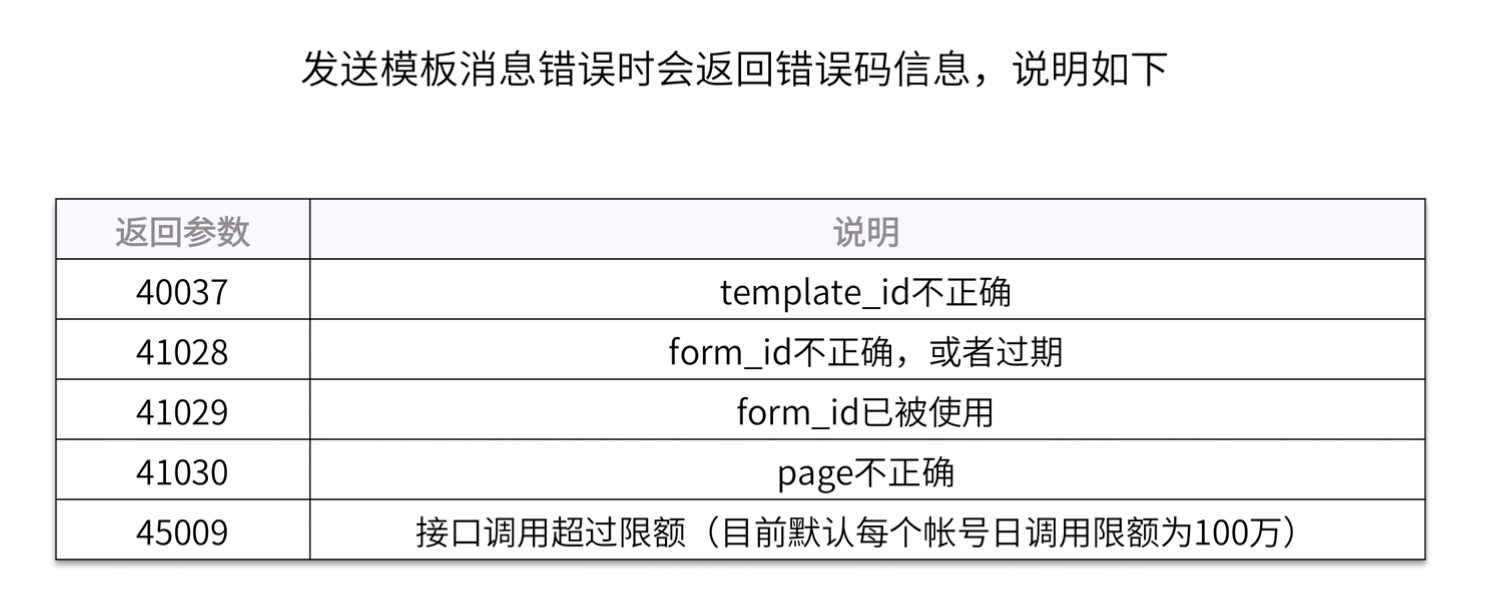 发送模板消息错误时会返回错误码信息，说明如下
返回参数 说明
40037 template_id不正确
41028 form_id不正确，或者过期
41029 form_id已被使用
41030 page不正确
45009 接口调用超过限额（目前默认每个帐号日调用限额为100万）